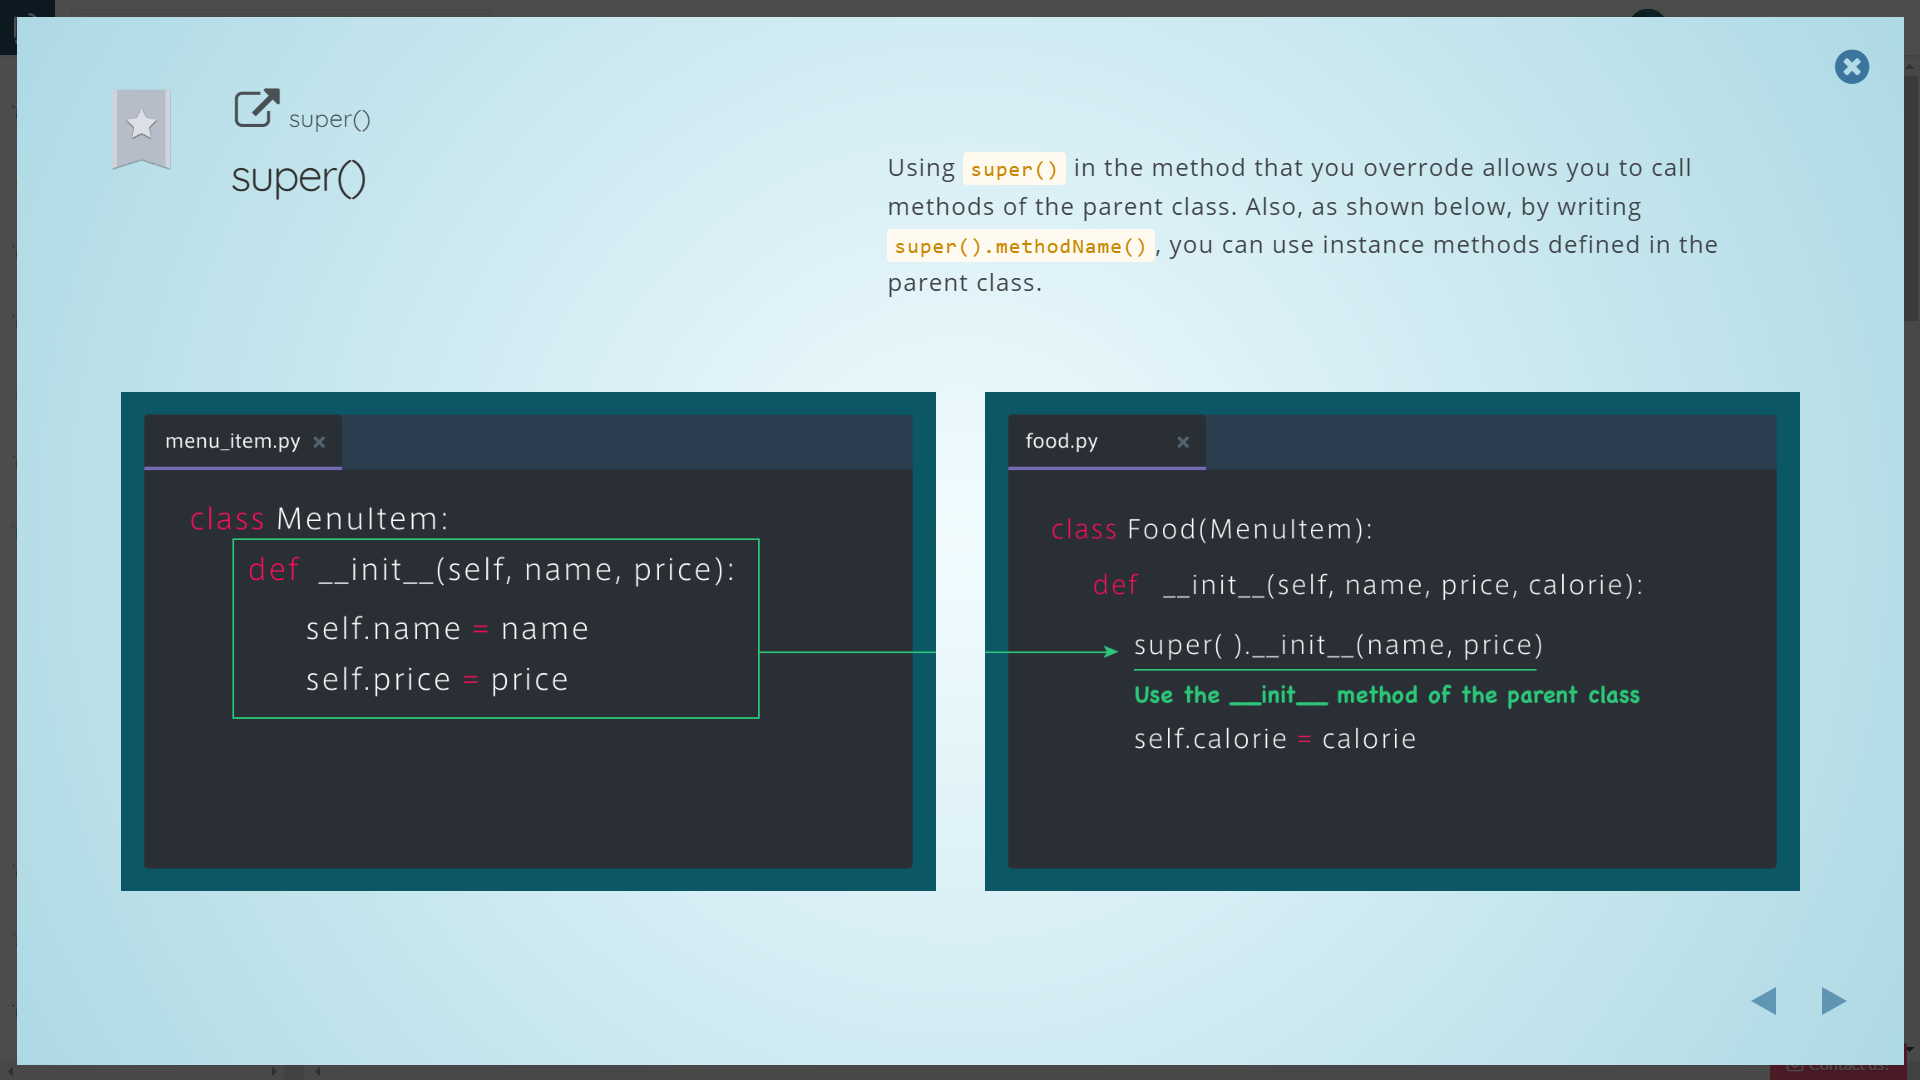 super()
super()
Using super() in the method that you overrode allows you to call
methods of the parent class. Also, as shown below, by writing
super().methodName(), you can use instance methods defined in the
parent class.
menu_item.py ×
class MenuItem:
def __init__(self, name, price):
self.name = name
self.price = price
food.py ×
class Food(MenuItem):
def __init__(self, name, price, calorie):
super( ).__init__(name, price)
Use the __init__ method of the parent class
self.calorie = calorie
Contact us!